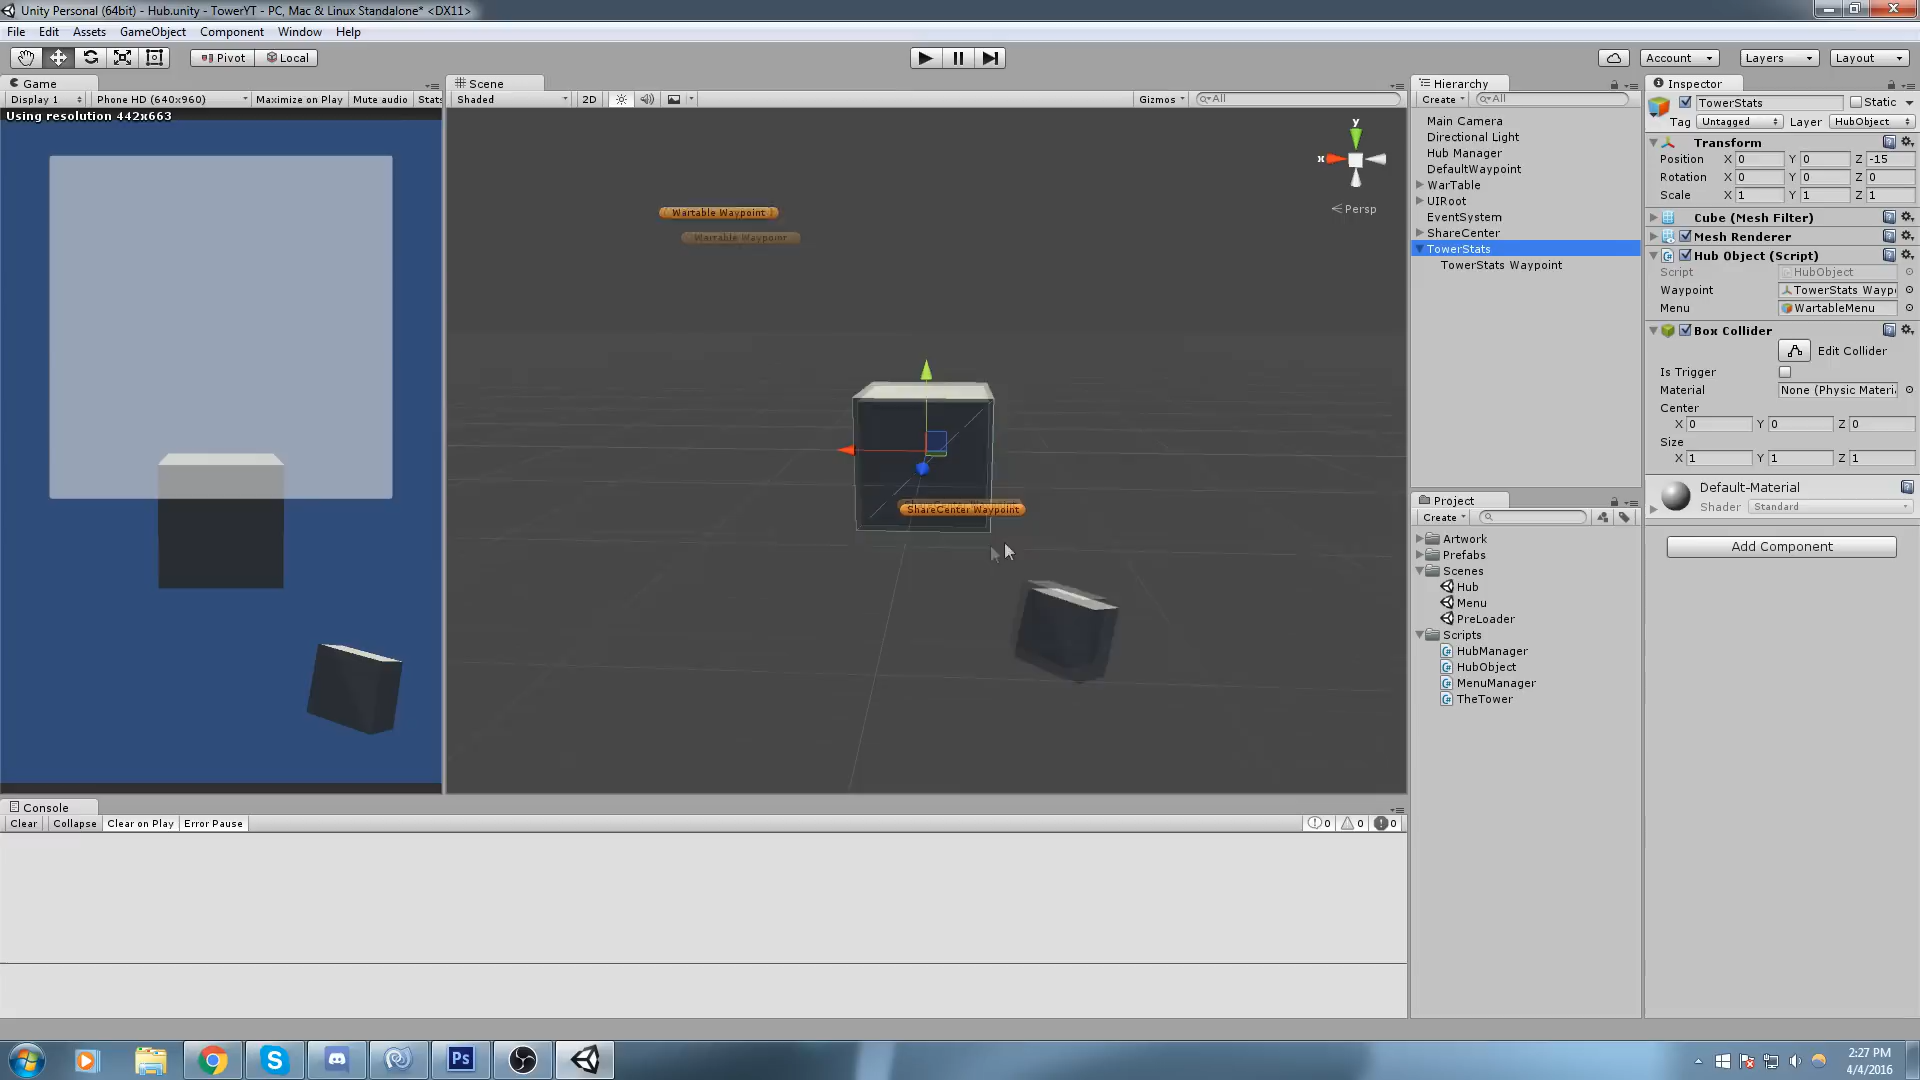 Unity Personal (64bit) - Hub.unity - TowerYT - PC, Mac & Linux Standalone* <DX11>
File Edit Assets GameObject Component Window Help
Pivot Local
Account Layers Layout
Game
Display 1 Phone HD (640x960) Maximize on Play Mute audio Stats
Using resolution 442x663
Scene
Shaded 2D Gizmos All
y
x
Persp
Wartable Waypoint
Wartable Waypoint
ShareCenter Waypoint
Hierarchy
Create All
Main Camera
Directional Light
Hub Manager
DefaultWaypoint
WarTable
UIRoot
EventSystem
ShareCenter
TowerStats
TowerStats Waypoint
Project
Create
Artwork
Prefabs
Scenes
Hub
Menu
PreLoader
Scripts
HubManager
HubObject
MenuManager
TheTower
Inspector
TowerStats Static
Tag Untagged Layer HubObject
Transform
Position X 0 Y 0 Z -15
Rotation X 0 Y 0 Z 0
Scale X 1 Y 1 Z 1
Cube (Mesh Filter)
Mesh Renderer
Hub Object (Script)
Script HubObject
Waypoint TowerStats Wayp
Menu WartableMenu
Box Collider
Edit Collider
Is Trigger
Material None (Physic Materi
Center
X 0 Y 0 Z 0
Size
X 1 Y 1 Z 1
Default-Material
Shader Standard
Add Component
Console
Clear Collapse Clear on Play Error Pause 0 0 0
Ps
2:27 PM
4/4/2016